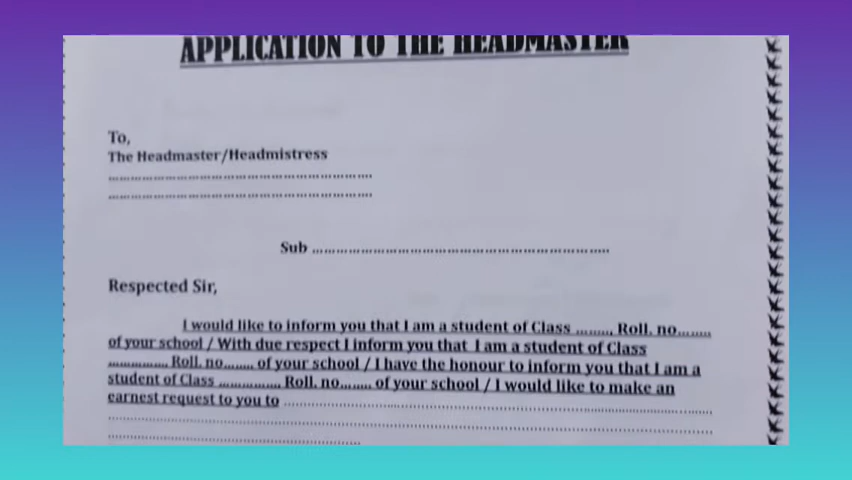 APPLICATION TO THE HEADMASTER
To,
The Headmaster/Headmistress
................................................................
................................................................
Sub ................................................................
Respected Sir,
I would like to inform you that I am a student of Class ......... Roll. no........
of your school / With due respect I inform you that I am a student of Class
............... Roll. no........ of your school / I have the honour to inform you that I am a
student of Class ............... Roll. no........ of your school / I would like to make an
earnest request to you to ................................................................
................................................................
................................................................